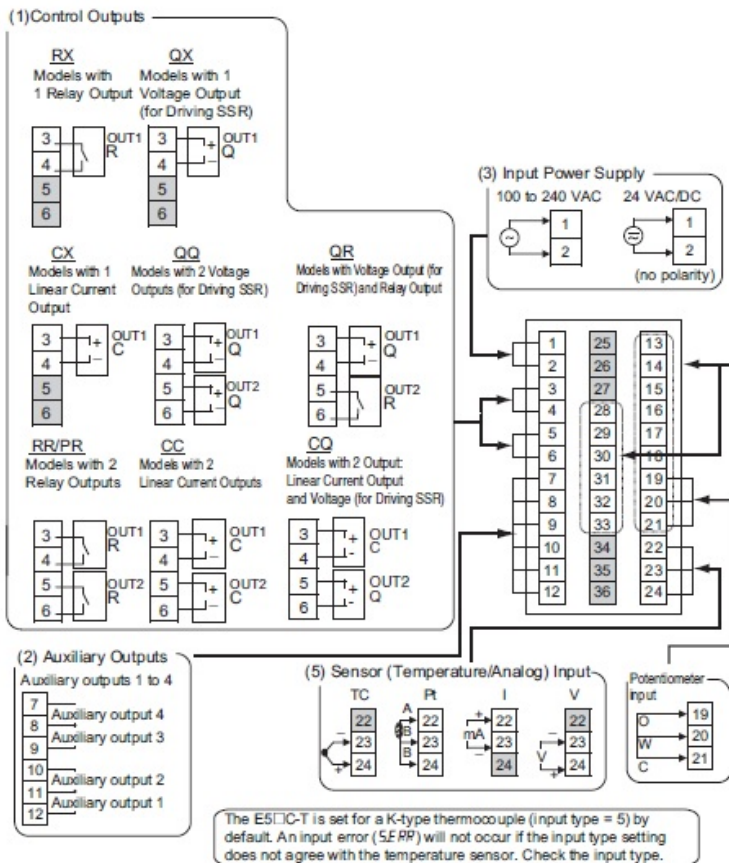 (1)Control Outputs
RX
Models with
1 Relay Output
3
4
5
6
OUT1
R
QX
Models with 1
Voltage Output
(for Driving SSR)
3
4
5
6
+
−
OUT1
Q
CX
Models with 1
Linear Current
Output
3
4
5
6
+
−
OUT1
C
QQ
Models with 2 Voltage
Outputs (for Driving SSR)
3
4
5
6
+
−
OUT1
Q
+
−
OUT2
Q
QR
Models with Voltage Output (for
Driving SSR) and Relay Output
3
4
5
6
+
−
OUT1
Q
OUT2
R
RR/PR
Models with 2
Relay Outputs
3
4
5
6
OUT1
R
OUT2
R
CC
Models with 2
Linear Current Outputs
3
4
5
6
+
−
OUT1
C
+
−
OUT2
C
CQ
Models with 2 Output:
Linear Current Output
and Voltage (for Driving SSR)
3
4
5
6
+
-
OUT1
C
+
-
OUT2
Q
(3) Input Power Supply
100 to 240 VAC
1
2
24 VAC/DC
1
2
(no polarity)
1 25 13
2 26 14
3 27 15
4 28 16
5 29 17
6 30 18
7 31 19
8 32 20
9 33 21
10 34 22
11 35 23
12 36 24
(2) Auxiliary Outputs
Auxiliary outputs 1 to 4
7
8
9
10
11
12
Auxiliary output 4
Auxiliary output 3
Auxiliary output 2
Auxiliary output 1
(5) Sensor (Temperature/Analog) Input
TC
22
− 23
+ 24
Pt
A 22
B 23
B 24
I
+ 22
mA
− 23
24
V
22
− 23
V
+ 24
Potentiometer
input
O 19
W 20
C 21
The E5□C-T is set for a K-type thermocouple (input type = 5) by
default. An input error (S.ERR) will not occur if the input type setting
does not agree with the temperature sensor. Check the input type.